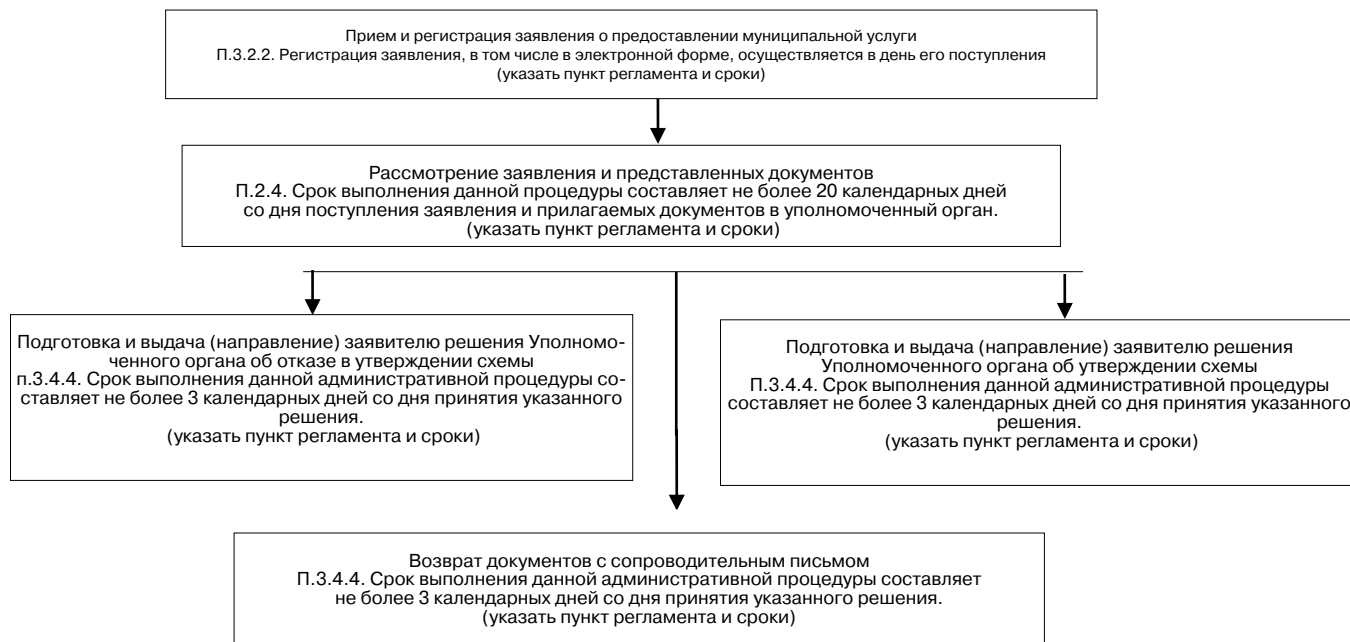 Прием и регистрация заявления о предоставлении муниципальной услуги
П.3.2.2. Регистрация заявления, в том числе в электронной форме, осуществляется в день его поступления
(указать пункт регламента и сроки)
Рассмотрение заявления и представленных документов
П.2.4. Срок выполнения данной процедуры составляет не более 20 календарных дней
со дня поступления заявления и прилагаемых документов в уполномоченный орган.
(указать пункт регламента и сроки)
Подготовка и выдача (направление) заявителю решения Уполномо-
ченного органа об отказе в утверждении схемы
п.3.4.4. Срок выполнения данной административной процедуры со-
ставляет не более 3 календарных дней со дня принятия указанного
решения.
(указать пункт регламента и сроки)
Подготовка и выдача (направление) заявителю решения
Уполномоченного органа об утверждении схемы
П.3.4.4. Срок выполнения данной административной процедуры
составляет не более 3 календарных дней со дня принятия указанного
решения.
(указать пункт регламента и сроки)
Возврат документов с сопроводительным письмом
П.3.4.4. Срок выполнения данной административной процедуры составляет
не более 3 календарных дней со дня принятия указанного решения.
(указать пункт регламента и сроки)